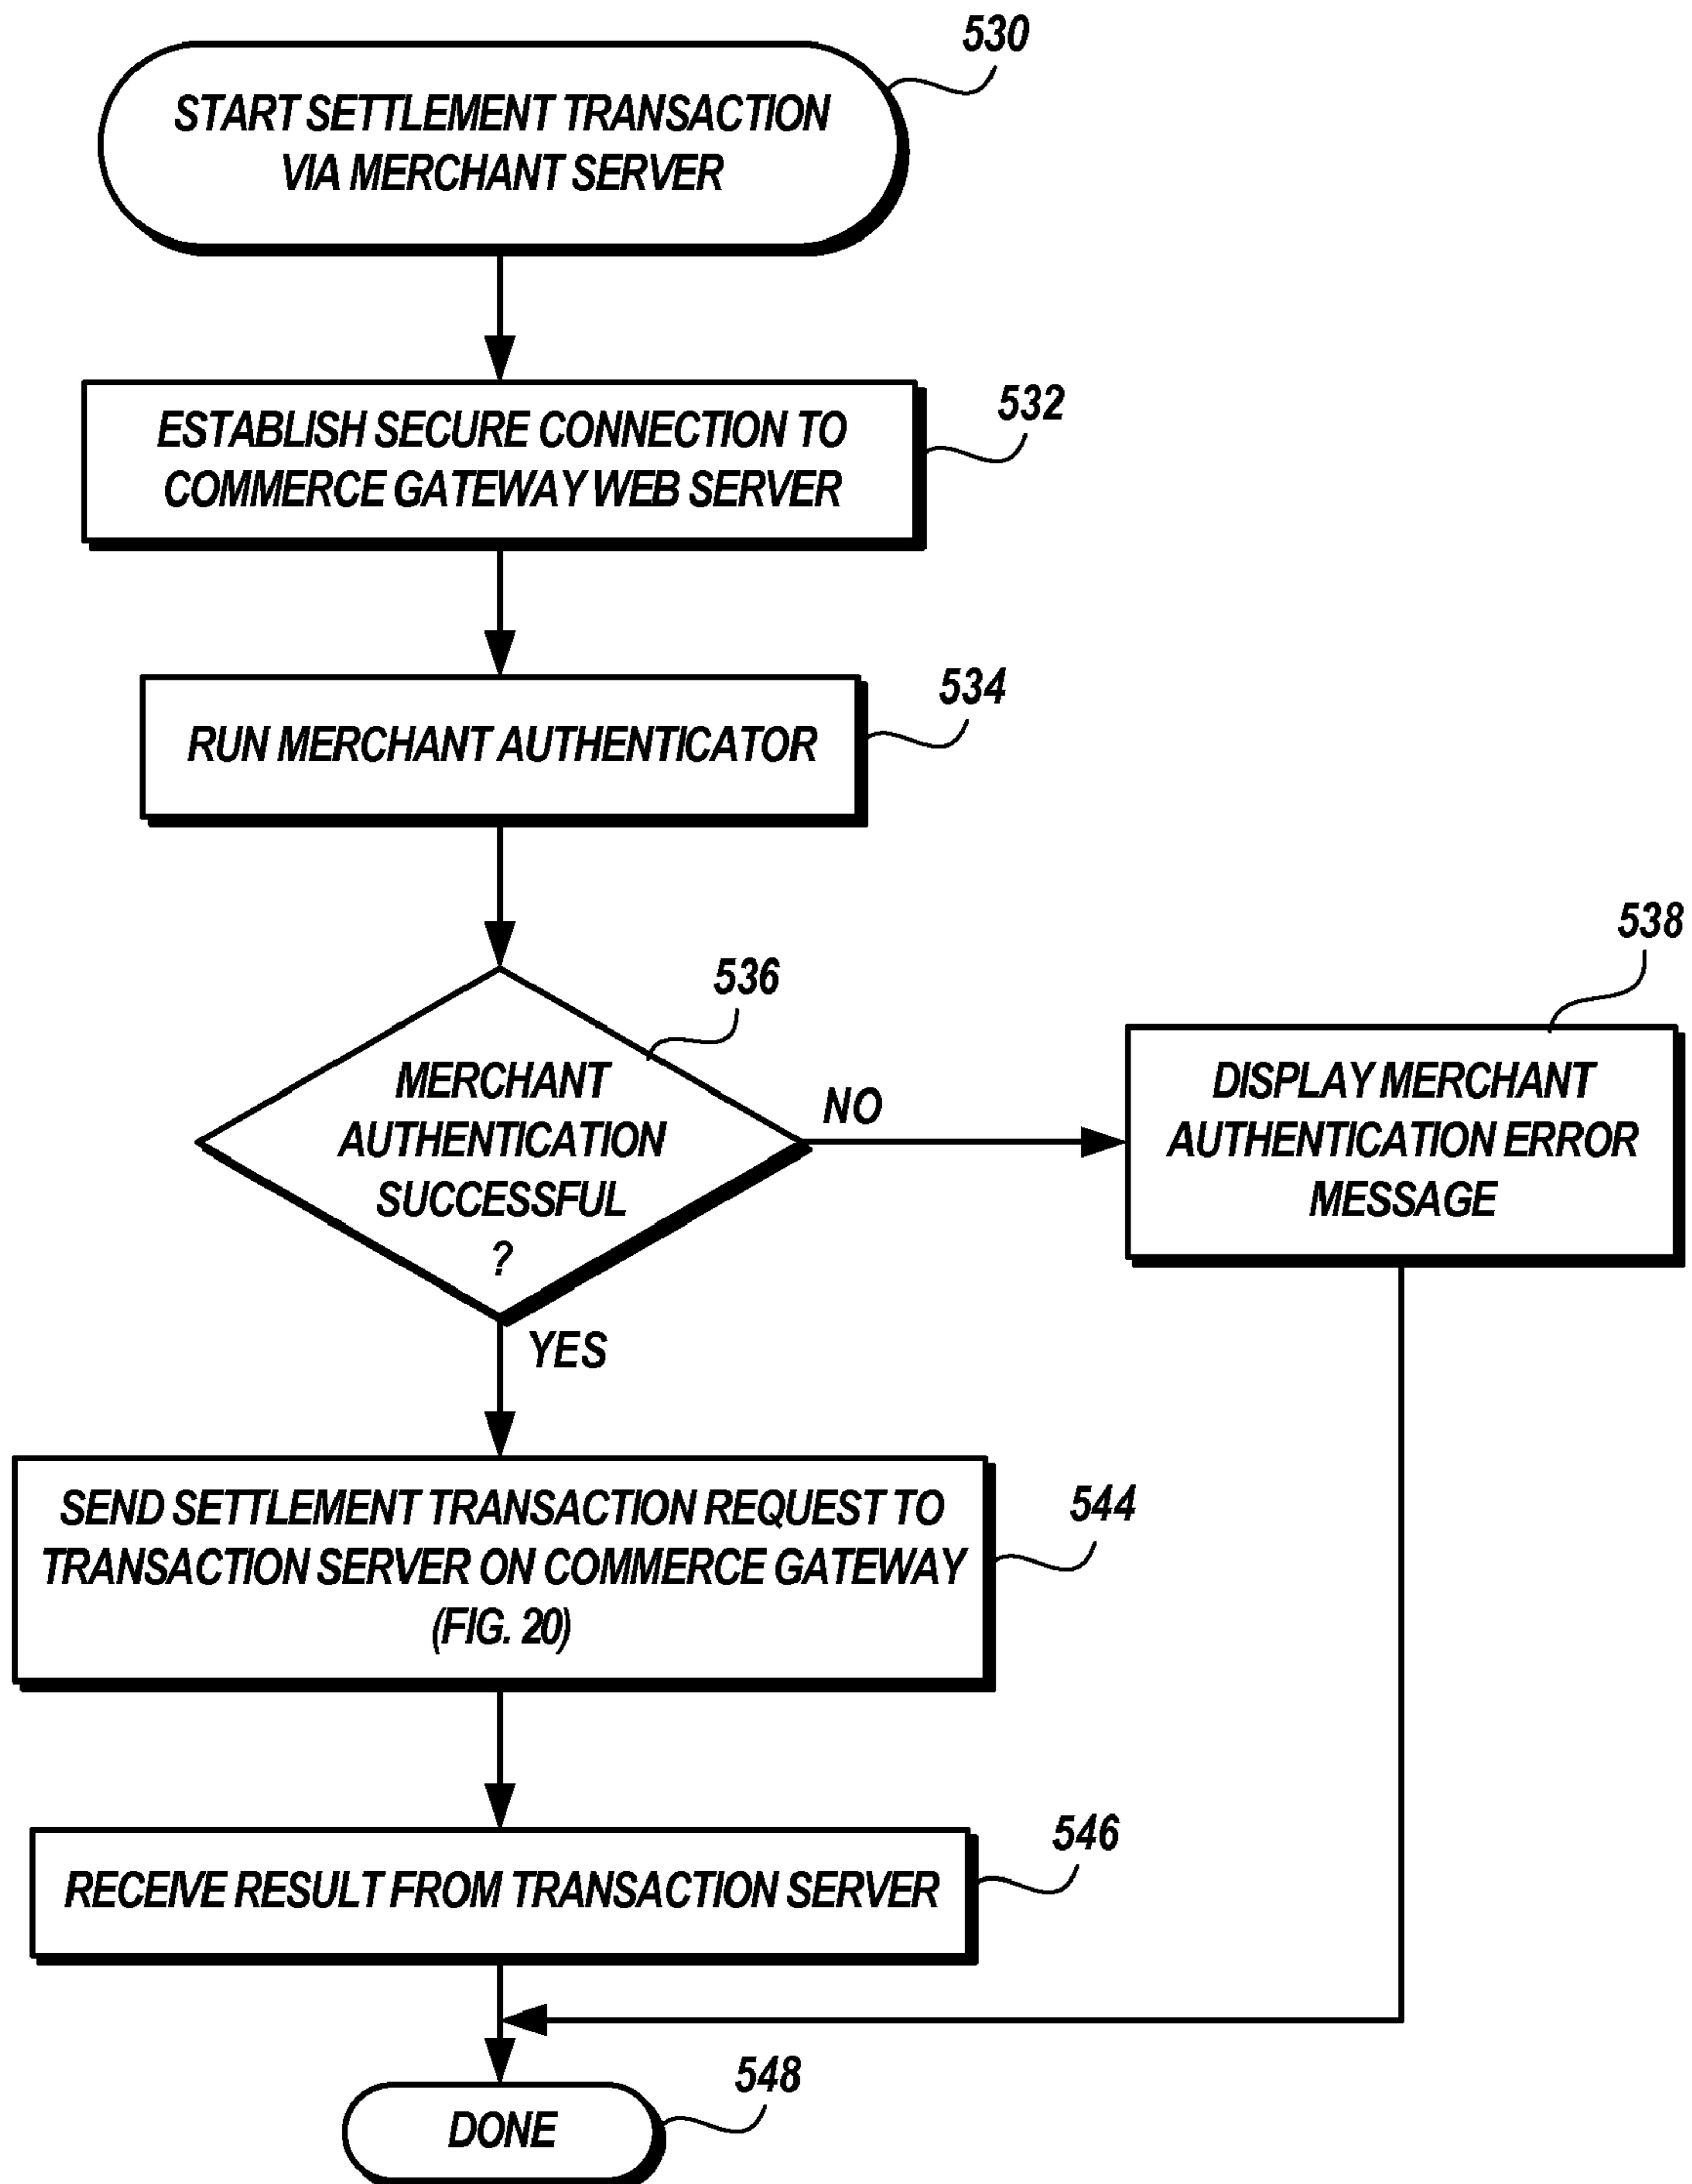 530
START SETTLEMENT TRANSACTION
VIA MERCHANT SERVER
532
ESTABLISH SECURE CONNECTION TO
COMMERCE GATEWAY WEB SERVER
534
RUN MERCHANT AUTHENTICATOR
536
MERCHANT
AUTHENTICATION
SUCCESSFUL
?
NO
538
DISPLAY MERCHANT
AUTHENTICATION ERROR
MESSAGE
YES
544
SEND SETTLEMENT TRANSACTION REQUEST TO
TRANSACTION SERVER ON COMMERCE GATEWAY
(FIG. 20)
546
RECEIVE RESULT FROM TRANSACTION SERVER
548
DONE